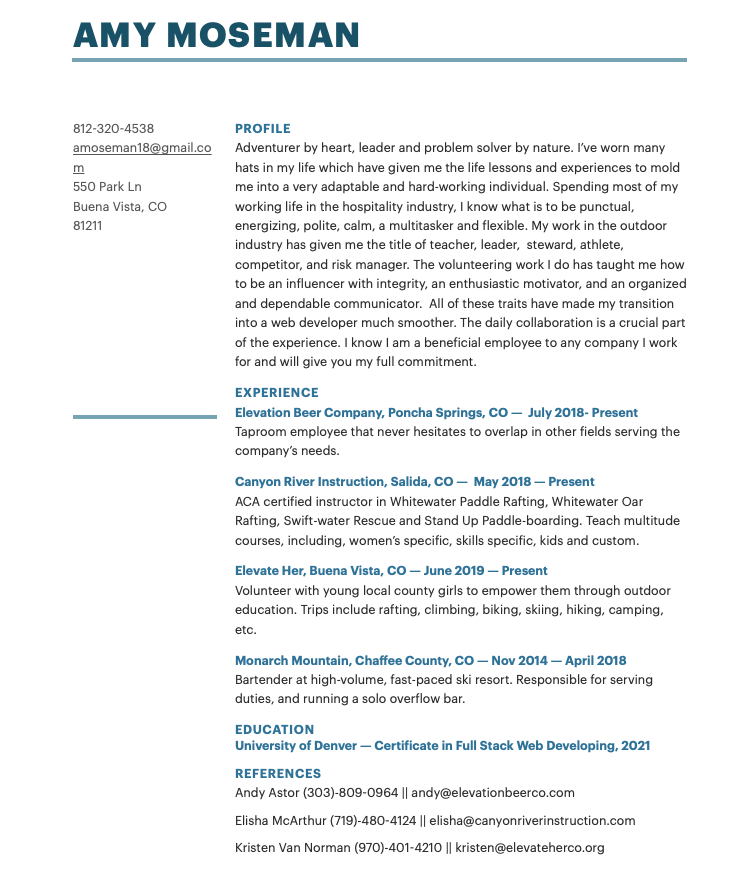 AMY MOSEMAN
812-320-4538
amoseman18@gmail.co
m
550 Park Ln
Buena Vista, CO
81211
PROFILE
Adventurer by heart, leader and problem solver by nature. I’ve worn many
hats in my life which have given me the life lessons and experiences to mold
me into a very adaptable and hard-working individual. Spending most of my
working life in the hospitality industry, I know what is to be punctual,
energizing, polite, calm, a multitasker and flexible. My work in the outdoor
industry has given me the title of teacher, leader,  steward, athlete,
competitor, and risk manager. The volunteering work I do has taught me how
to be an influencer with integrity, an enthusiastic motivator, and an organized
and dependable communicator.  All of these traits have made my transition
into a web developer much smoother. The daily collaboration is a crucial part
of the experience. I know I am a beneficial employee to any company I work
for and will give you my full commitment.
EXPERIENCE
Elevation Beer Company, Poncha Springs, CO —  July 2018- Present
Taproom employee that never hesitates to overlap in other fields serving the
company’s needs.
Canyon River Instruction, Salida, CO —  May 2018 — Present
ACA certified instructor in Whitewater Paddle Rafting, Whitewater Oar
Rafting, Swift-water Rescue and Stand Up Paddle-boarding. Teach multitude
courses, including, women’s specific, skills specific, kids and custom.
Elevate Her, Buena Vista, CO — June 2019 — Present
Volunteer with young local county girls to empower them through outdoor
education. Trips include rafting, climbing, biking, skiing, hiking, camping,
etc.
Monarch Mountain, Chaffee County, CO — Nov 2014 — April 2018
Bartender at high-volume, fast-paced ski resort. Responsible for serving
duties, and running a solo overflow bar.
EDUCATION
University of Denver — Certificate in Full Stack Web Developing, 2021
REFERENCES
Andy Astor (303)-809-0964 || andy@elevationbeerco.com
Elisha McArthur (719)-480-4124 || elisha@canyonriverinstruction.com
Kristen Van Norman (970)-401-4210 || kristen@elevateherco.org